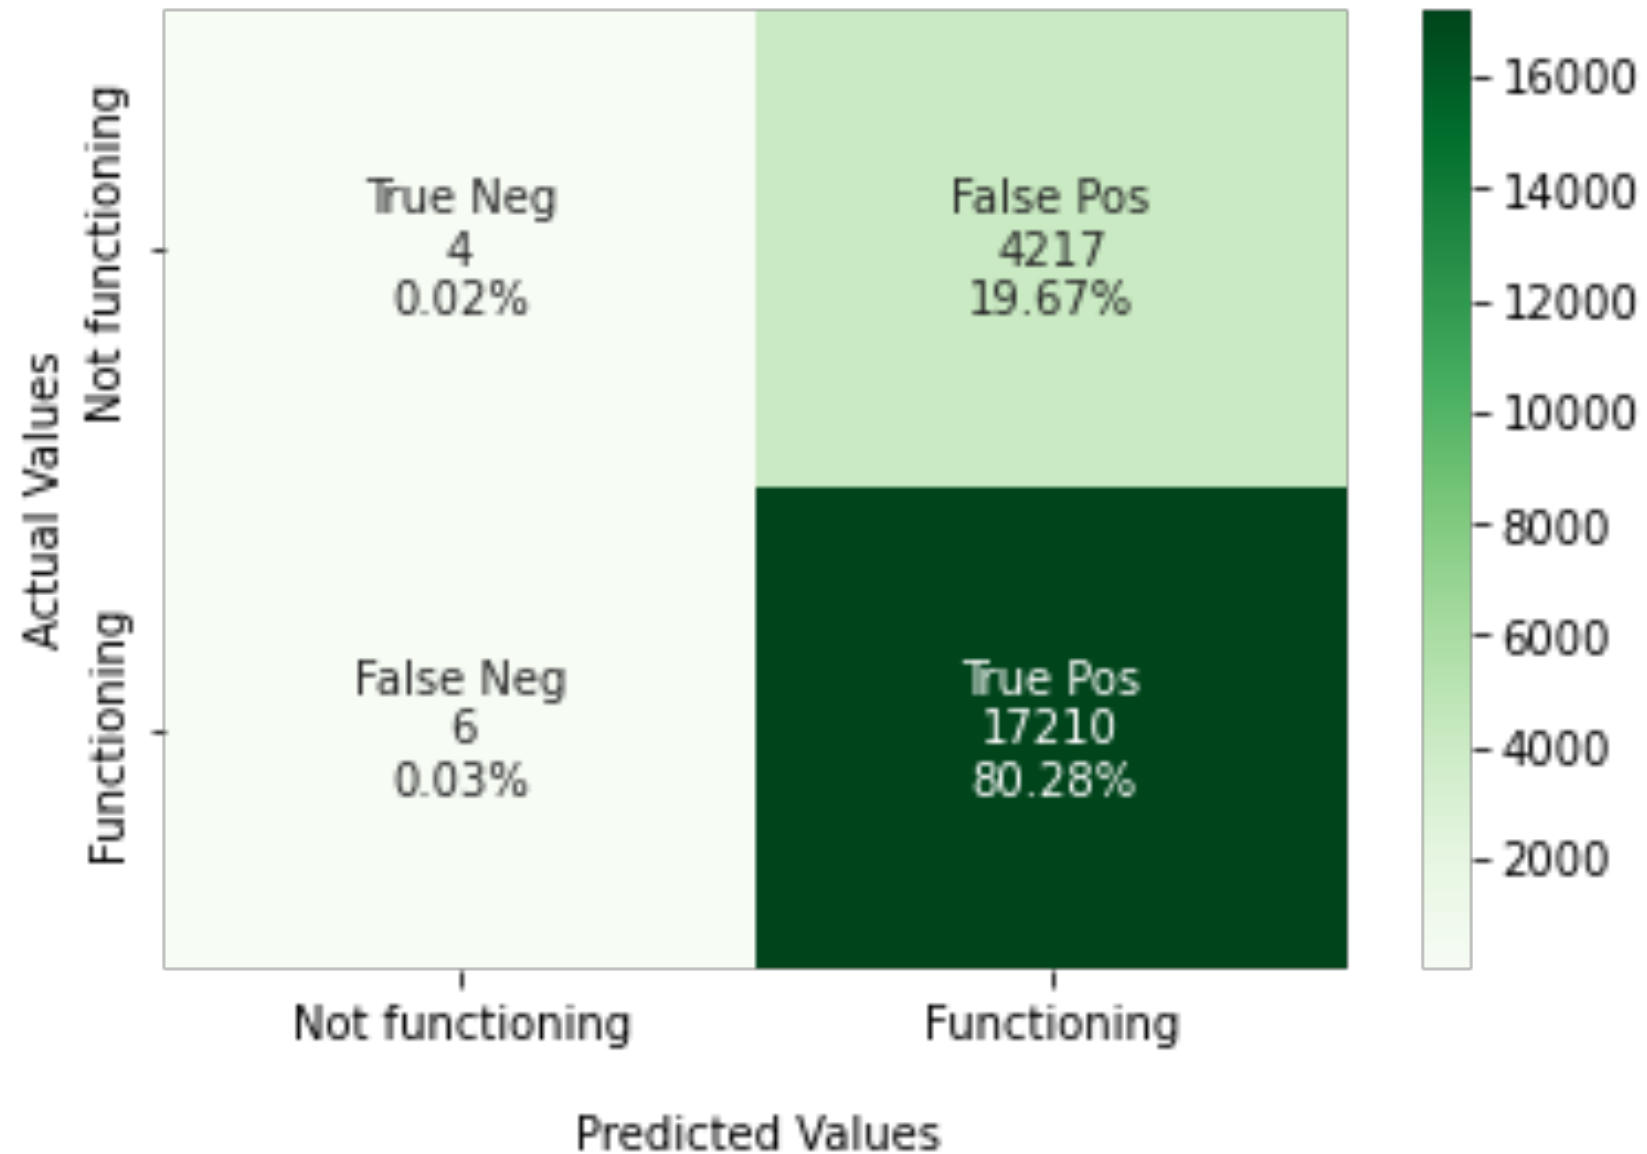 Actual Values
Not functioning
Functioning
True Neg
4
0.02%
False Pos
4217
19.67%
False Neg
6
0.03%
True Pos
17210
80.28%
Not functioning
Functioning
Predicted Values
16000
14000
12000
10000
8000
6000
4000
2000